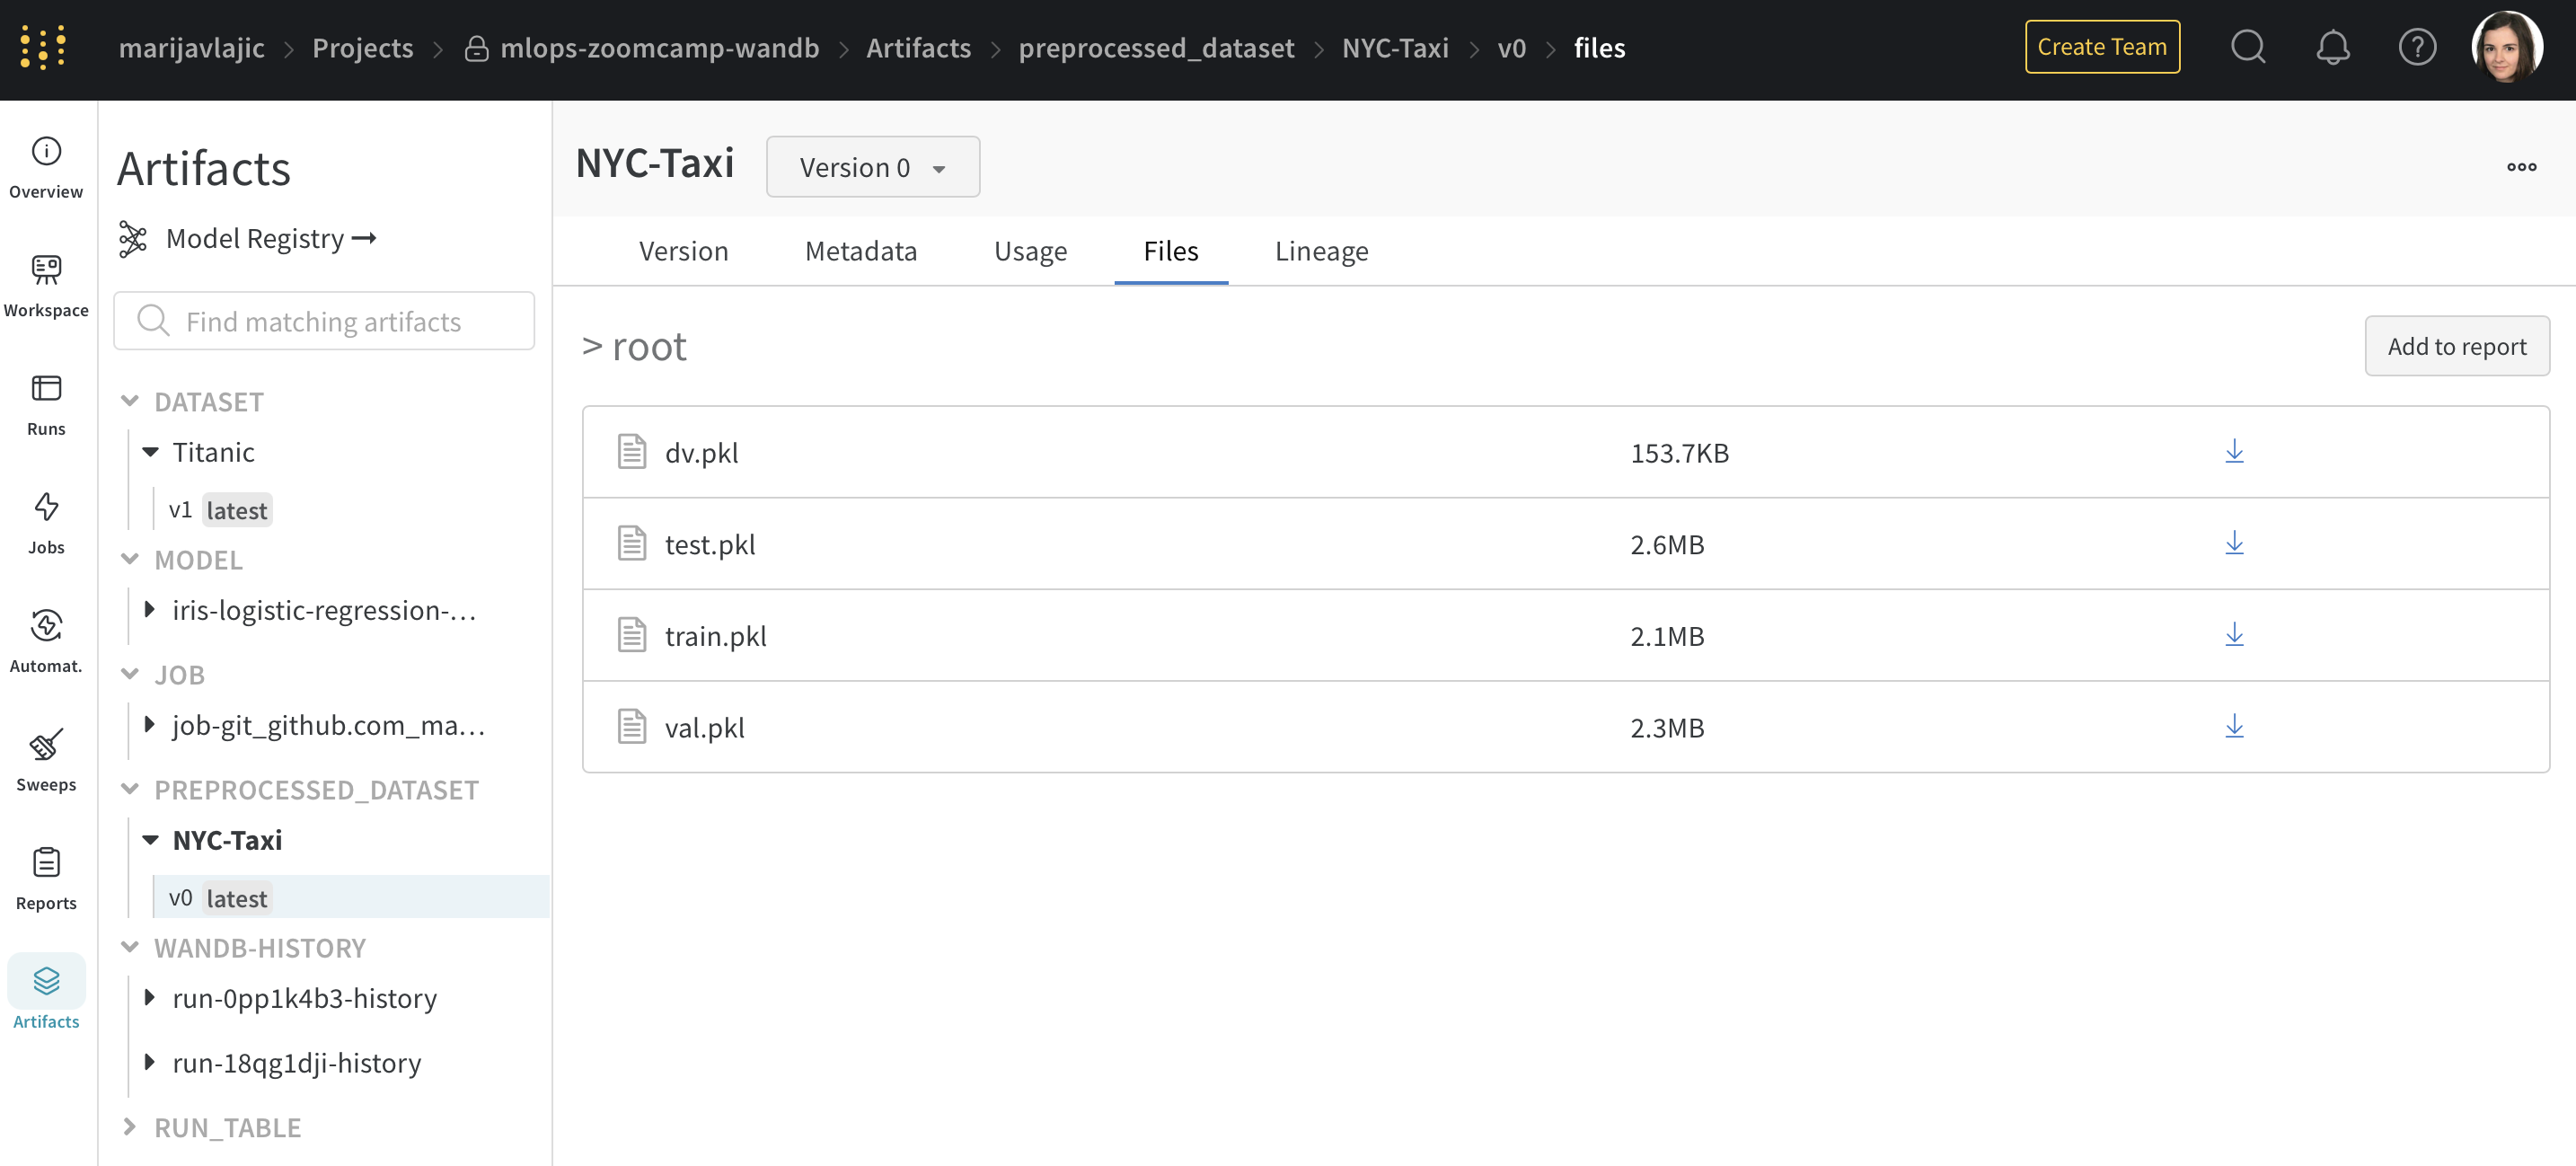 marijavlajic > Projects > mlops-zoomcamp-wandb > Artifacts > preprocessed_dataset > NYC-Taxi > v0 > files
Create Team
Overview
Workspace
Runs
Jobs
Automat.
Sweeps
Reports
Artifacts
Artifacts
Model Registry →
Find matching artifacts
DATASET
Titanic
v1 latest
MODEL
iris-logistic-regression-...
JOB
job-git_github.com_ma...
PREPROCESSED_DATASET
NYC-Taxi
v0 latest
WANDB-HISTORY
run-0pp1k4b3-history
run-18qg1dji-history
RUN_TABLE
NYC-Taxi
Version 0
Version Metadata Usage Files Lineage
> root
Add to report
dv.pkl 153.7KB
test.pkl 2.6MB
train.pkl 2.1MB
val.pkl 2.3MB